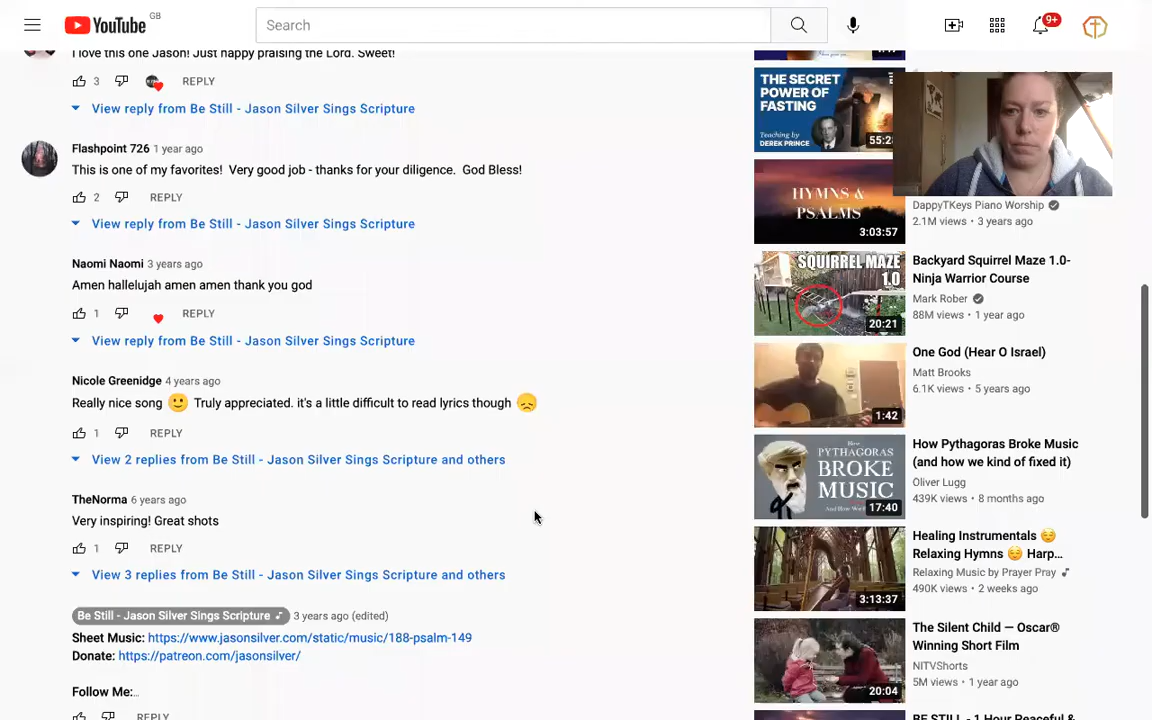 YouTube GB
Search
9+
I love this one Jason! Just happy praising the Lord. Sweet!
3 REPLY
View reply from Be Still - Jason Silver Sings Scripture
Flashpoint 726 1 year ago
This is one of my favorites! Very good job - thanks for your diligence. God Bless!
2 REPLY
View reply from Be Still - Jason Silver Sings Scripture
Naomi Naomi 3 years ago
Amen hallelujah amen amen thank you god
1 REPLY
View reply from Be Still - Jason Silver Sings Scripture
Nicole Greenidge 4 years ago
Really nice song 🙂 Truly appreciated. it's a little difficult to read lyrics though 😞
1 REPLY
View 2 replies from Be Still - Jason Silver Sings Scripture and others
TheNorma 6 years ago
Very inspiring! Great shots
1 REPLY
View 3 replies from Be Still - Jason Silver Sings Scripture and others
Be Still - Jason Silver Sings Scripture 3 years ago (edited)
Sheet Music: https://www.jasonsilver.com/static/music/188-psalm-149
Donate: https://patreon.com/jasonsilver/
Follow Me:...
REPLY
THE SECRET
POWER OF
FASTING
Teaching by
DEREK PRINCE
55:28
HYMNS &
PSALMS
3:03:57
DappyTKeys Piano Worship
2.1M views • 3 years ago
SQUIRREL MAZE
1.0
20:21
Backyard Squirrel Maze 1.0-
Ninja Warrior Course
Mark Rober
88M views • 1 year ago
1:42
One God (Hear O Israel)
Matt Brooks
6.1K views • 5 years ago
How
PYTHAGORAS
BROKE
MUSIC
17:40
How Pythagoras Broke Music
(and how we kind of fixed it)
Oliver Lugg
439K views • 8 months ago
3:13:37
Healing Instrumentals 😌
Relaxing Hymns 😌 Harp...
Relaxing Music by Prayer Pray
490K views • 2 weeks ago
20:04
The Silent Child — Oscar®
Winning Short Film
NITVShorts
5M views • 1 year ago
BE STILL - 1 Hour Peaceful &